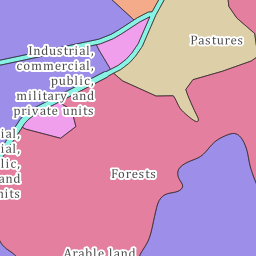 Pastures
Industrial,
commercial,
public,
military and
private units
Forests
Arable land